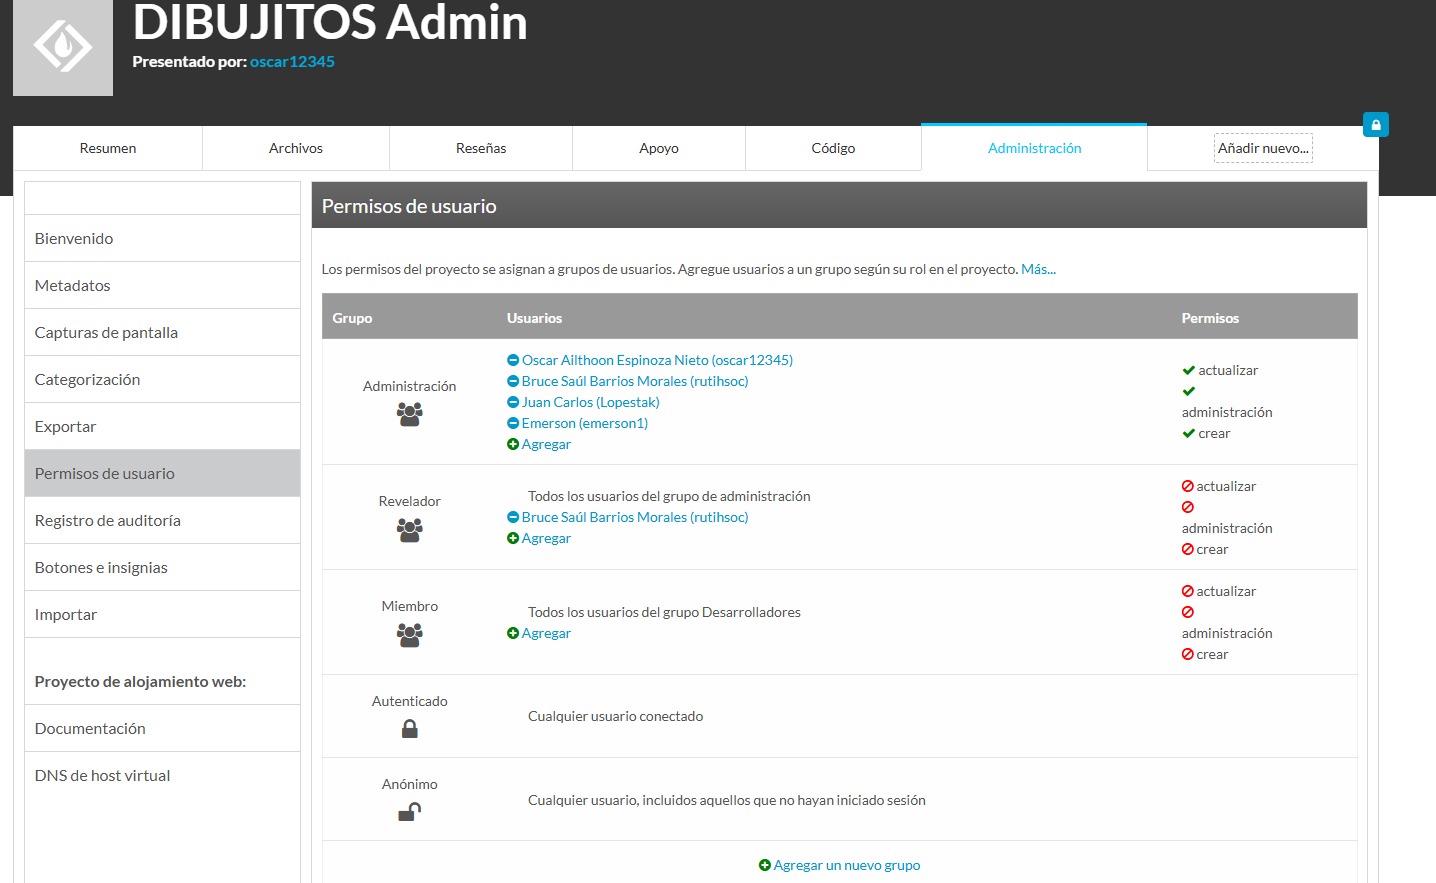 DIBUJITOS Admin
Presentado por: oscar12345
Resumen
Archivos
Reseñas
Apoyo
Código
Administración
Añadir nuevo...
Bienvenido
Metadatos
Capturas de pantalla
Categorización
Exportar
Permisos de usuario
Registro de auditoría
Botones e insignias
Importar
Proyecto de alojamiento web:
Documentación
DNS de host virtual
Permisos de usuario
Los permisos del proyecto se asignan a grupos de usuarios. Agregue usuarios a un grupo según su rol en el proyecto. Más...
Grupo Usuarios Permisos
Administración
Oscar Ailthoon Espinoza Nieto (oscar12345)
Bruce Saúl Barrios Morales (rutihsoc)
Juan Carlos (Lopestak)
Emerson (emerson1)
Agregar
actualizar
administración
crear
Revelador
Todos los usuarios del grupo de administración
Bruce Saúl Barrios Morales (rutihsoc)
Agregar
actualizar
administración
crear
Miembro
Todos los usuarios del grupo Desarrolladores
Agregar
actualizar
administración
crear
Autenticado
Cualquier usuario conectado
Anónimo
Cualquier usuario, incluidos aquellos que no hayan iniciado sesión
Agregar un nuevo grupo